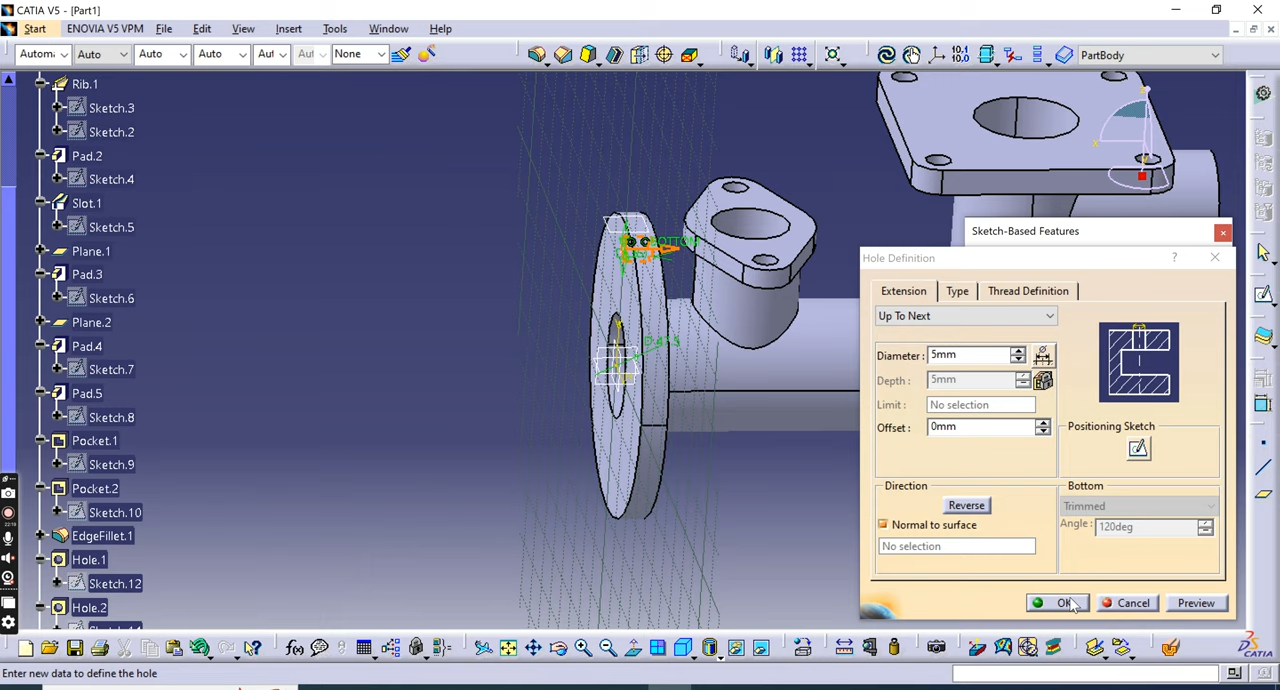 CATIA V5 - [Part1]
Start ENOVIA V5 VPM File Edit View Insert Tools Window Help
Autom Auto Auto Auto Aut Aut None PartBody
Rib.1
Sketch.3
Sketch.2
Pad.2
Sketch.4
Slot.1
Sketch.5
Plane.1
Pad.3
Sketch.6
Plane.2
Pad.4
Sketch.7
Pad.5
Sketch.8
Pocket.1
Sketch.9
Pocket.2
Sketch.10
EdgeFillet.1
Hole.1
Sketch.12
Hole.2
BOTTOM
Sketch-Based Features
Hole Definition
Extension Type Thread Definition
Up To Next
Diameter : 5mm
Depth : 5mm
Limit : No selection
Offset : 0mm
Positioning Sketch
Direction
Reverse
Normal to surface
No selection
Bottom
Trimmed
Angle : 120deg
OK Cancel Preview
Enter new data to define the hole